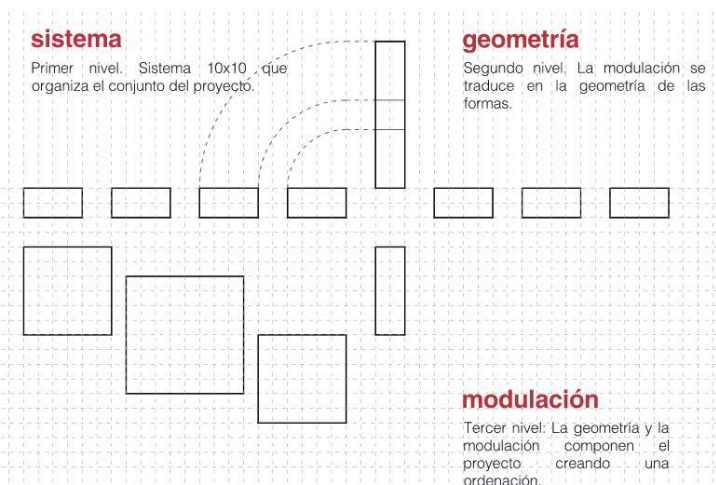 sistema
Primer nivel. Sistema 10x10 que
organiza el conjunto del proyecto.
geometría
Segundo nivel. La modulación se
traduce en la geometría de las
formas.
modulación
Tercer nivel: La geometría y la
modulación componen el
proyecto creando una
ordenación.